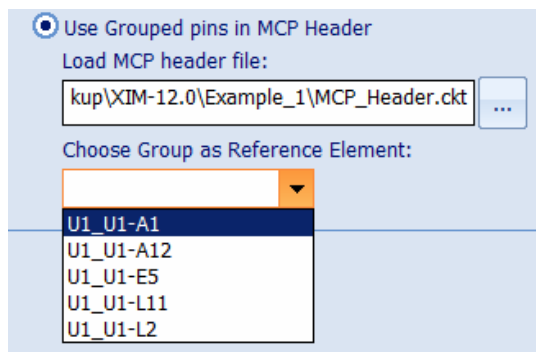 Use Grouped pins in MCP Header
Load MCP header file:
kup\XIM-12.0\Example_1\MCP_Header.ckt
...
Choose Group as Reference Element:
U1_U1-A1
U1_U1-A12
U1_U1-E5
U1_U1-L11
U1_U1-L2